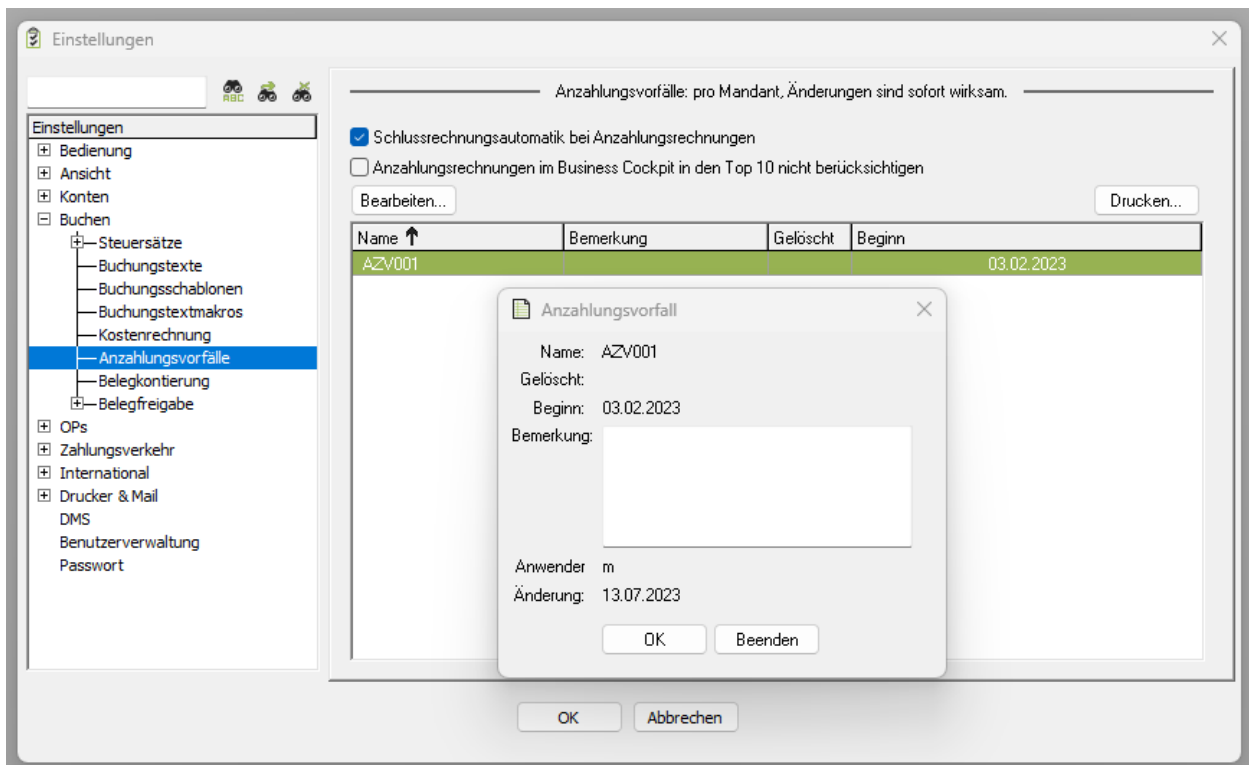 Einstellungen
ABC
Einstellungen
Bedienung
Ansicht
Konten
Buchen
Steuersätze
Buchungstexte
Buchungsschablonen
Buchungstextmakros
Kostenrechnung
Anzahlungsvorfälle
Belegkontierung
Belegfreigabe
OPs
Zahlungsverkehr
International
Drucker & Mail
DMS
Benutzerverwaltung
Passwort
Anzahlungsvorfälle: pro Mandant, Änderungen sind sofort wirksam.
Schlussrechnungsautomatik bei Anzahlungsrechnungen
Anzahlungsrechnungen im Business Cockpit in den Top 10 nicht berücksichtigen
Bearbeiten... Drucken...
Name Bemerkung Gelöscht Beginn
AZV001 03.02.2023
Anzahlungsvorfall
Name: AZV001
Gelöscht:
Beginn: 03.02.2023
Bemerkung:
Anwender m
Änderung: 13.07.2023
OK Beenden
OK Abbrechen